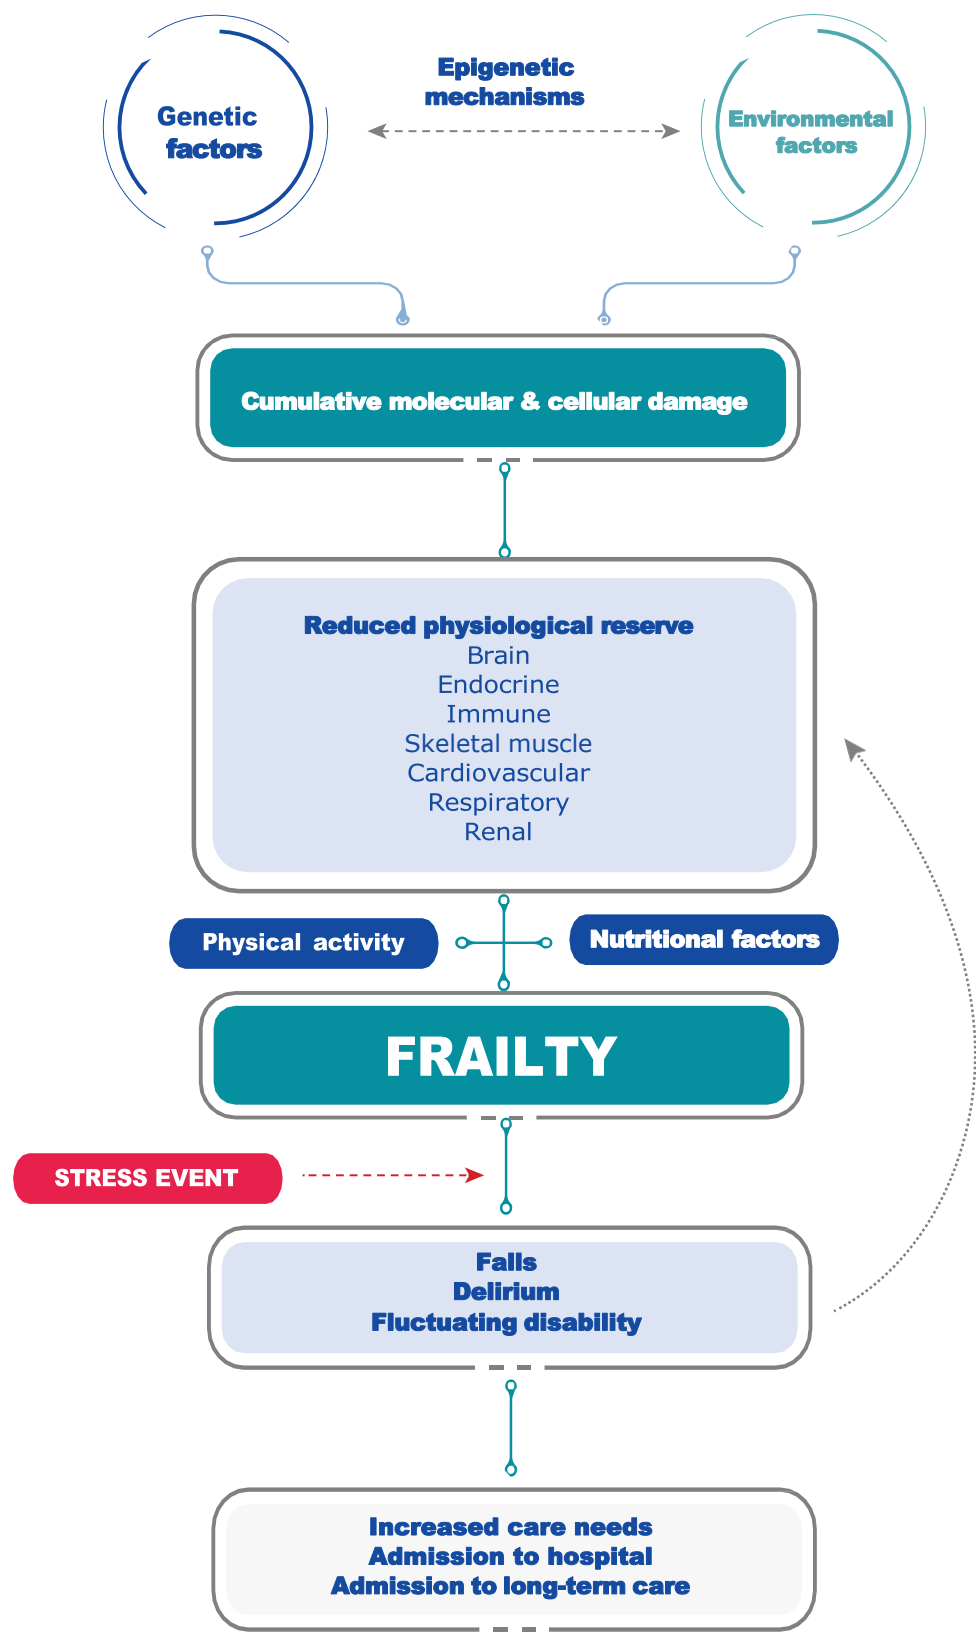 Genetic
factors
Epigenetic
mechanisms
Environmental
factors
Cumulative molecular & cellular damage
Reduced physiological reserve
Brain
Endocrine
Immune
Skeletal muscle
Cardiovascular
Respiratory
Renal
Physical activity
Nutritional factors
FRAILTY
STRESS EVENT
Falls
Delirium
Fluctuating disability
Increased care needs
Admission to hospital
Admission to long-term care